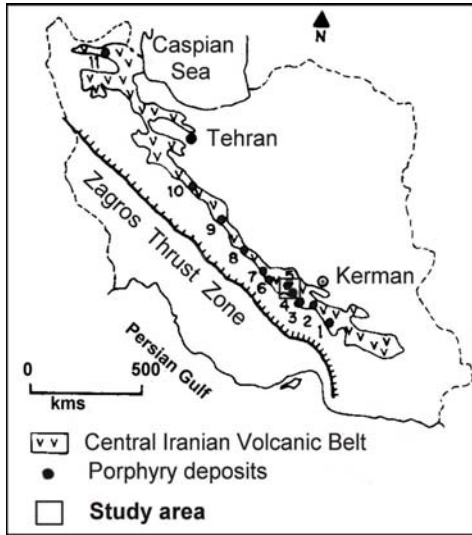 Caspian
Sea
N
11
Tehran
10
Zagros Thrust Zone
9
8
Kerman
7
5
6
4
2
3
1
Persian Gulf
0
500
kms
v v Central Iranian Volcanic Belt
Porphyry deposits
Study area